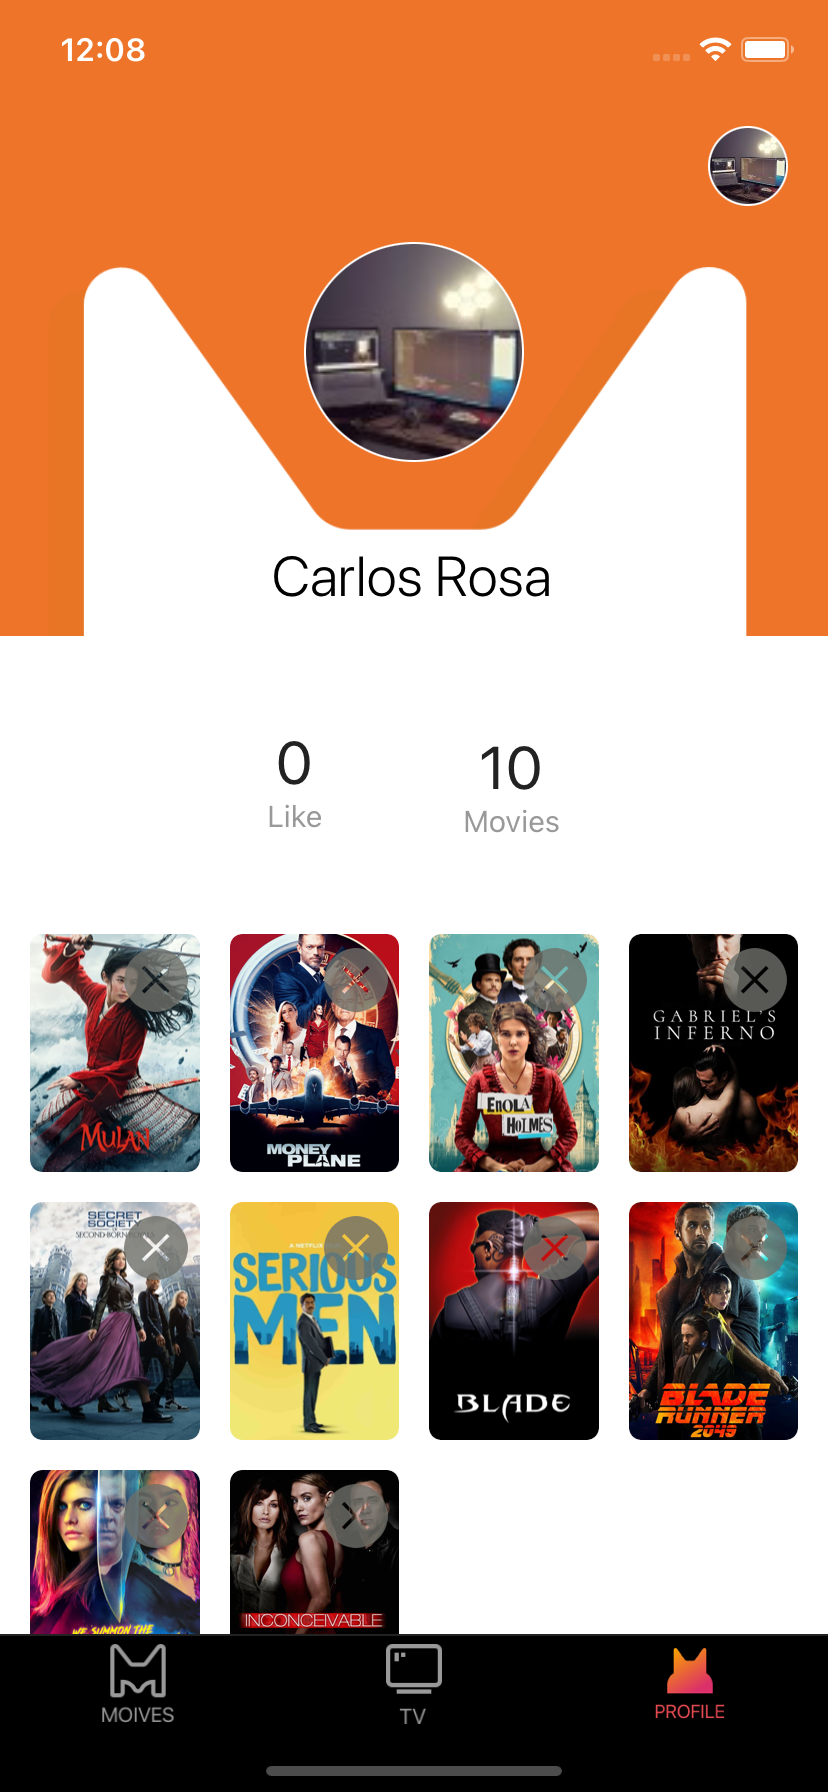 12:08
Carlos Rosa
0
Like
10
Movies
MULAN
MONEY
PLANE
ENOLA
HOLMES
GABRIEL'S
INFERNO
SECRET
SOCIETY
OF
SECOND-BORN
A NETFLIX
SERIOUS
MEN
BLADE
BLADE
RUNNER
2049
WE SUMMON THE
INCONCEIVABLE
MOIVES
TV
PROFILE